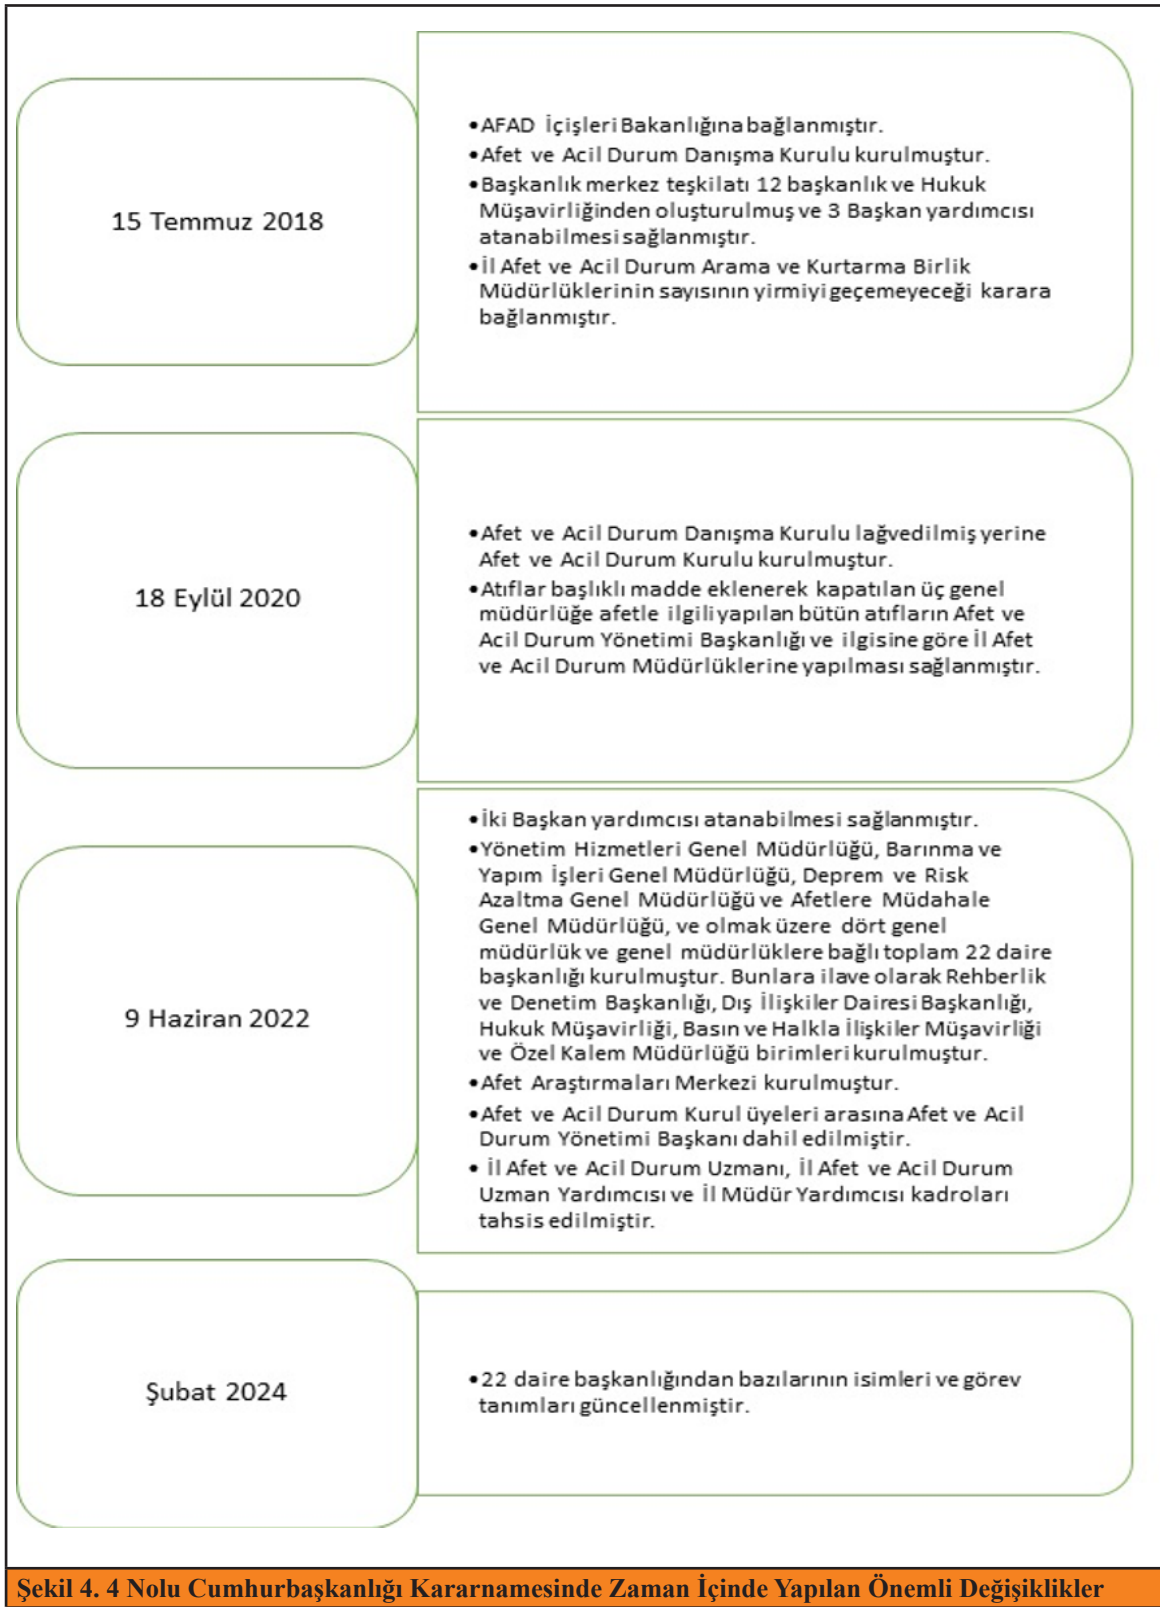 15 Temmuz 2018
•AFAD İçişleri Bakanlığına bağlanmıştır.
•Afet ve Acil Durum Danışma Kurulu kurulmuştur.
•Başkanlık merkez teşkilatı 12 başkanlık ve Hukuk
Müşavirliğinden oluşturulmuş ve 3 Başkan yardımcısı
atanabilmesi sağlanmıştır.
•İl Afet ve Acil Durum Arama ve Kurtarma Birlik
Müdürlüklerinin sayısının yirmiyi geçemeyeceği karara
bağlanmıştır.
18 Eylül 2020
•Afet ve Acil Durum Danışma Kurulu lağvedilmiş yerine
Afet ve Acil Durum Kurulu kurulmuştur.
•Atıflar başlıklı madde eklenerek kapatılan üç genel
müdürlüğe afetle ilgili yapılan bütün atıfların Afet ve
Acil Durum Yönetimi Başkanlığı ve ilgisine göre İl Afet
ve Acil Durum Müdürlüklerine yapılması sağlanmıştır.
9 Haziran 2022
•İki Başkan yardımcısı atanabilmesi sağlanmıştır.
•Yönetim Hizmetleri Genel Müdürlüğü, Barınma ve
Yapım İşleri Genel Müdürlüğü, Deprem ve Risk
Azaltma Genel Müdürlüğü ve Afetlere Müdahale
Genel Müdürlüğü, ve olmak üzere dört genel
müdürlük ve genel müdürlüklere bağlı toplam 22 daire
başkanlığı kurulmuştur. Bunlara ilave olarak Rehberlik
ve Denetim Başkanlığı, Dış İlişkiler Dairesi Başkanlığı,
Hukuk Müşavirliği, Basın ve Halkla İlişkiler Müşavirliği
ve Özel Kalem Müdürlüğü birimleri kurulmuştur.
•Afet Araştırmaları Merkezi kurulmuştur.
•Afet ve Acil Durum Kurul üyeleri arasına Afet ve Acil
Durum Yönetimi Başkanı dahil edilmiştir.
• İl Afet ve Acil Durum Uzmanı, İl Afet ve Acil Durum
Uzman Yardımcısı ve İl Müdür Yardımcısı kadroları
tahsis edilmiştir.
Şubat 2024
•22 daire başkanlığından bazılarının isimleri ve görev
tanımları güncellenmiştir.
Şekil 4. 4 Nolu Cumhurbaşkanlığı Kararnamesinde Zaman İçinde Yapılan Önemli Değişiklikler